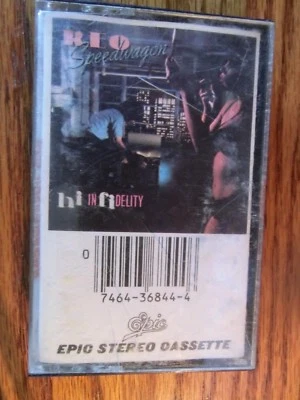 REO
Speedwagon
hi INFIDELITY
0
7464-36844-4
Epic
EPIC STEREO CASSETTE